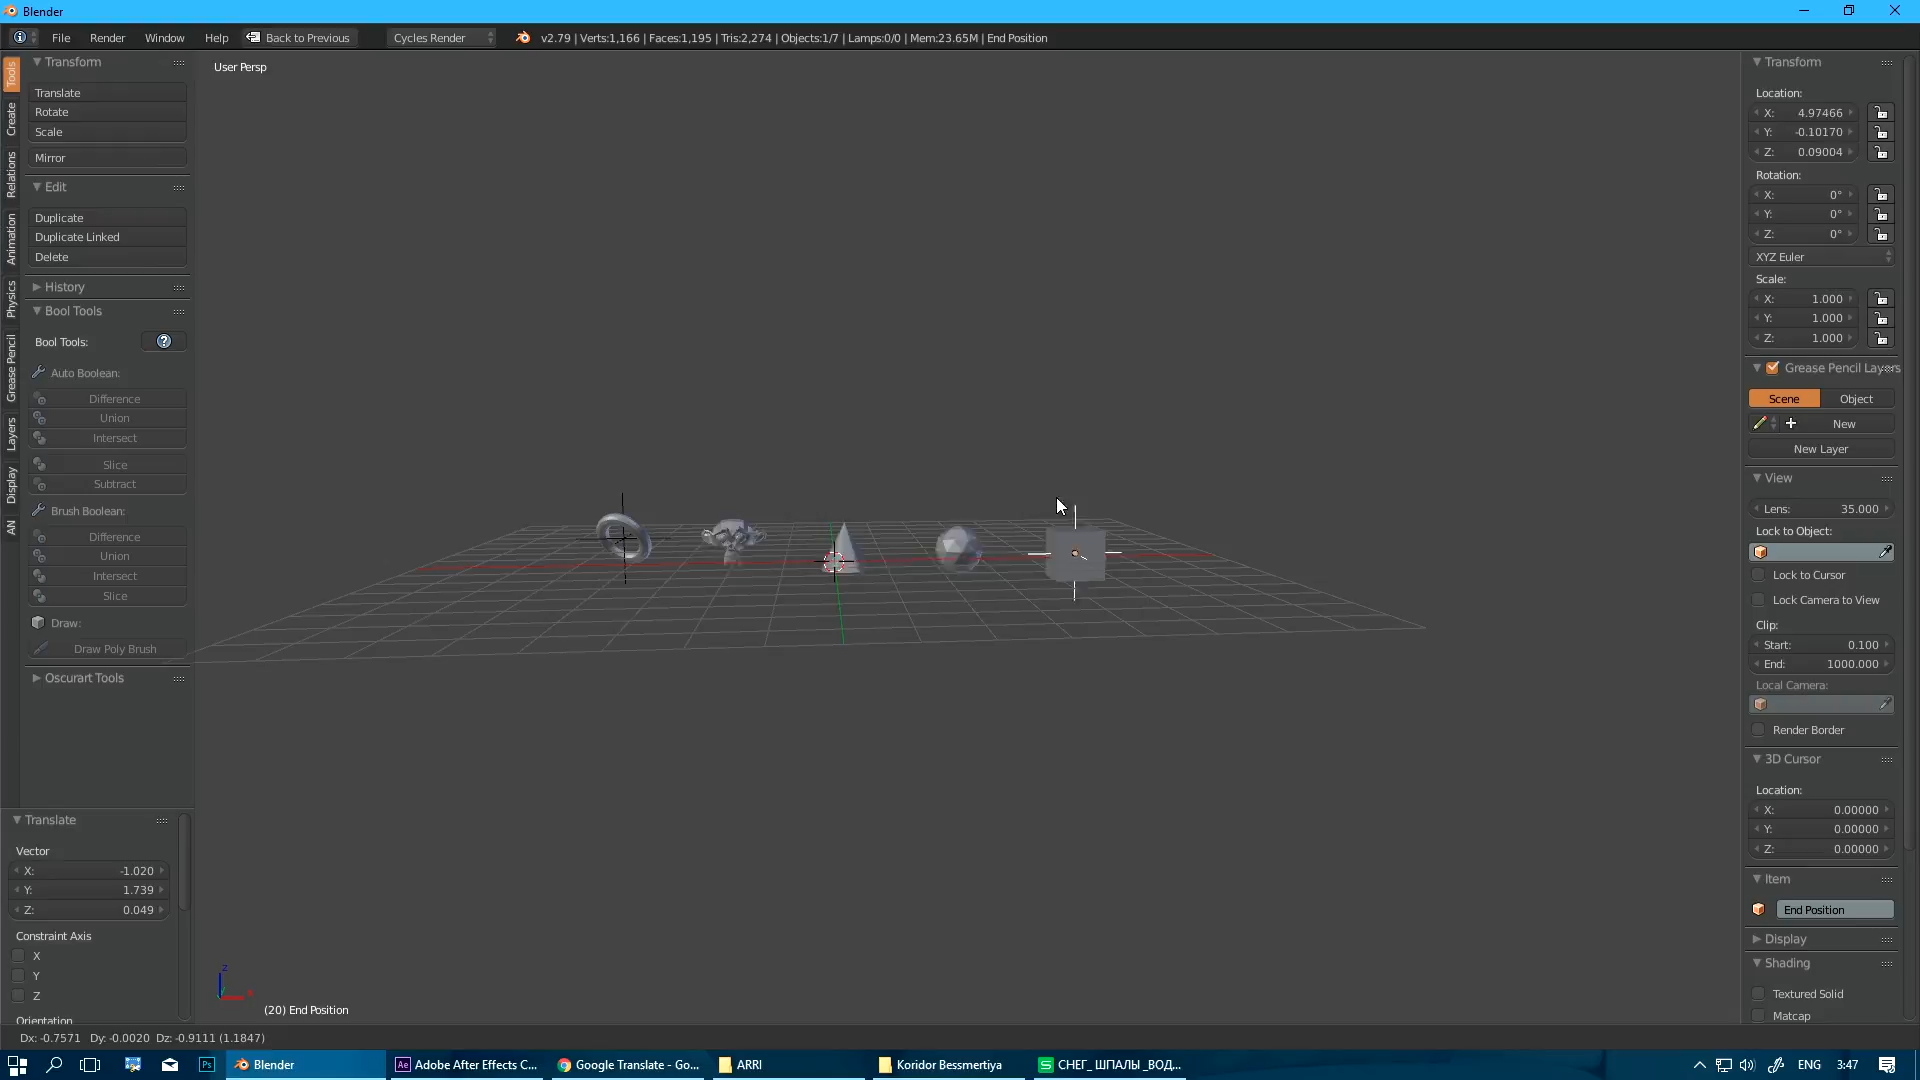 Blender
File Render Window Help Back to Previous Cycles Render v2.79 | Verts:1,166 | Faces:1,195 | Tris:2,274 | Objects:1/7 | Lamps:0/0 | Mem:23.65M | End Position
Tools
Create
Relations
Animation
Physics
Grease Pencil
Layers
Display
AN
Transform
Translate
Rotate
Scale
Mirror
Edit
Duplicate
Duplicate Linked
Delete
History
Bool Tools
Bool Tools:
Auto Boolean:
Difference
Union
Intersect
Slice
Subtract
Brush Boolean:
Difference
Union
Intersect
Slice
Draw:
Draw Poly Brush
Oscurart Tools
Translate
Vector
X: -1.020
Y: 1.739
Z: 0.049
Constraint Axis
X
Y
Z
Orientation
User Persp
z
(20) End Position
Transform
Location:
X: 4.97466
Y: -0.10170
Z: 0.09004
Rotation:
X: 0°
Y: 0°
Z: 0°
XYZ Euler
Scale:
X: 1.000
Y: 1.000
Z: 1.000
Grease Pencil Layers
Scene Object
New
New Layer
View
Lens: 35.000
Lock to Object:
Lock to Cursor
Lock Camera to View
Clip:
Start: 0.100
End: 1000.000
Local Camera:
Render Border
3D Cursor
Location:
X: 0.00000
Y: 0.00000
Z: 0.00000
Item
End Position
Display
Shading
Textured Solid
Matcap
Dx: -0.7571 Dy: -0.0020 Dz: -0.9111 (1.1847)
Ps Blender Ae Adobe After Effects C... Google Translate - Go... ARRI Koridor Bessmertiya S СНЕГ_ ШПАЛЫ _ВОД... ENG 3:47